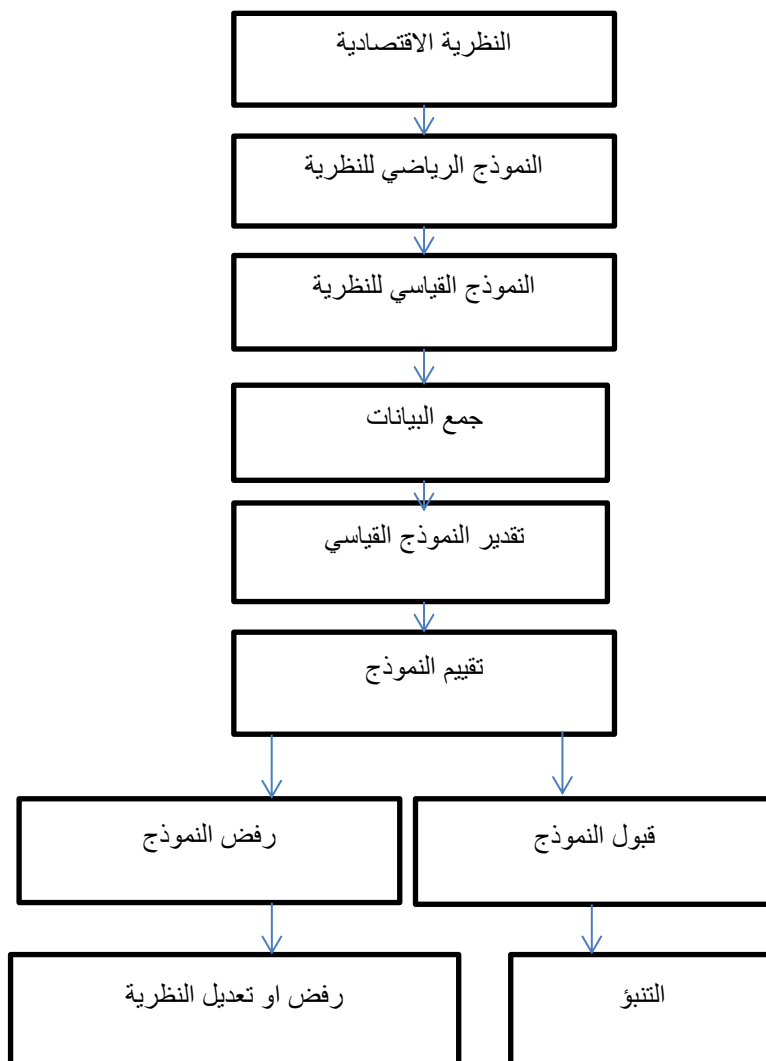 النظرية الاقتصادية
النموذج الرياضي للنظرية
النموذج القياسي للنظرية
جمع البيانات
تقدير النموذج القياسي
تقييم النموذج
قبول النموذج
رفض النموذج
التنبؤ
رفض او تعديل النظرية